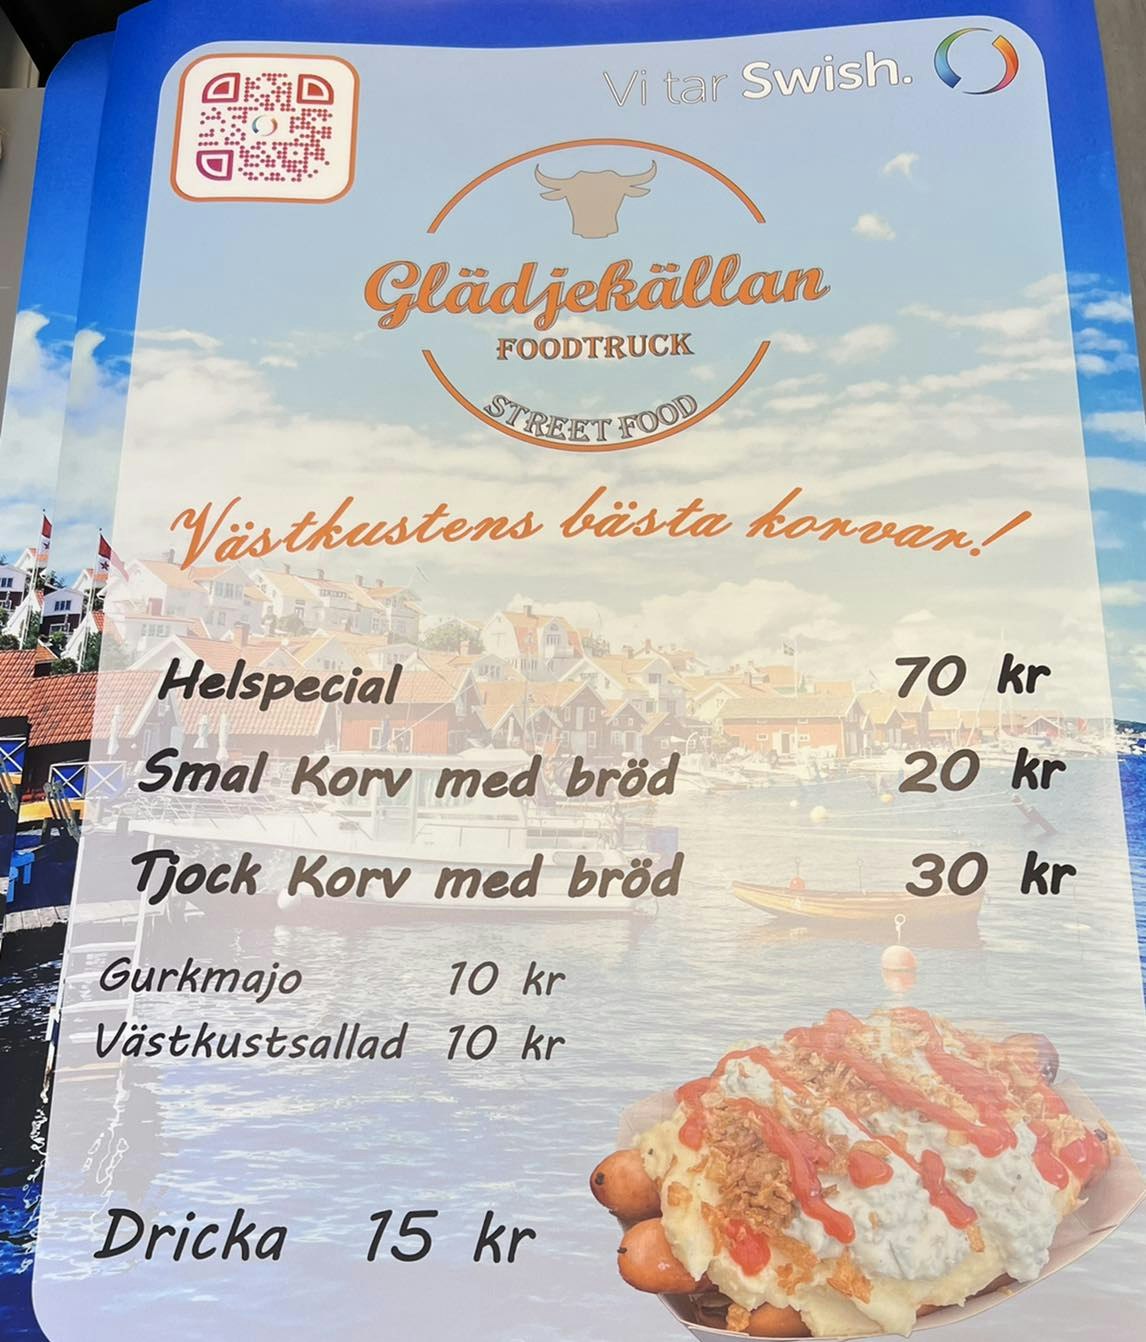 Vi tar Swish.
Glädjekällan
FOODTRUCK
STREET FOOD
Västkustens bästa korvar!
Helspecial 70 kr
Smal Korv med bröd 20 kr
Tjock Korv med bröd 30 kr
Gurkmajo 10 kr
Västkustsallad 10 kr
Dricka 15 kr